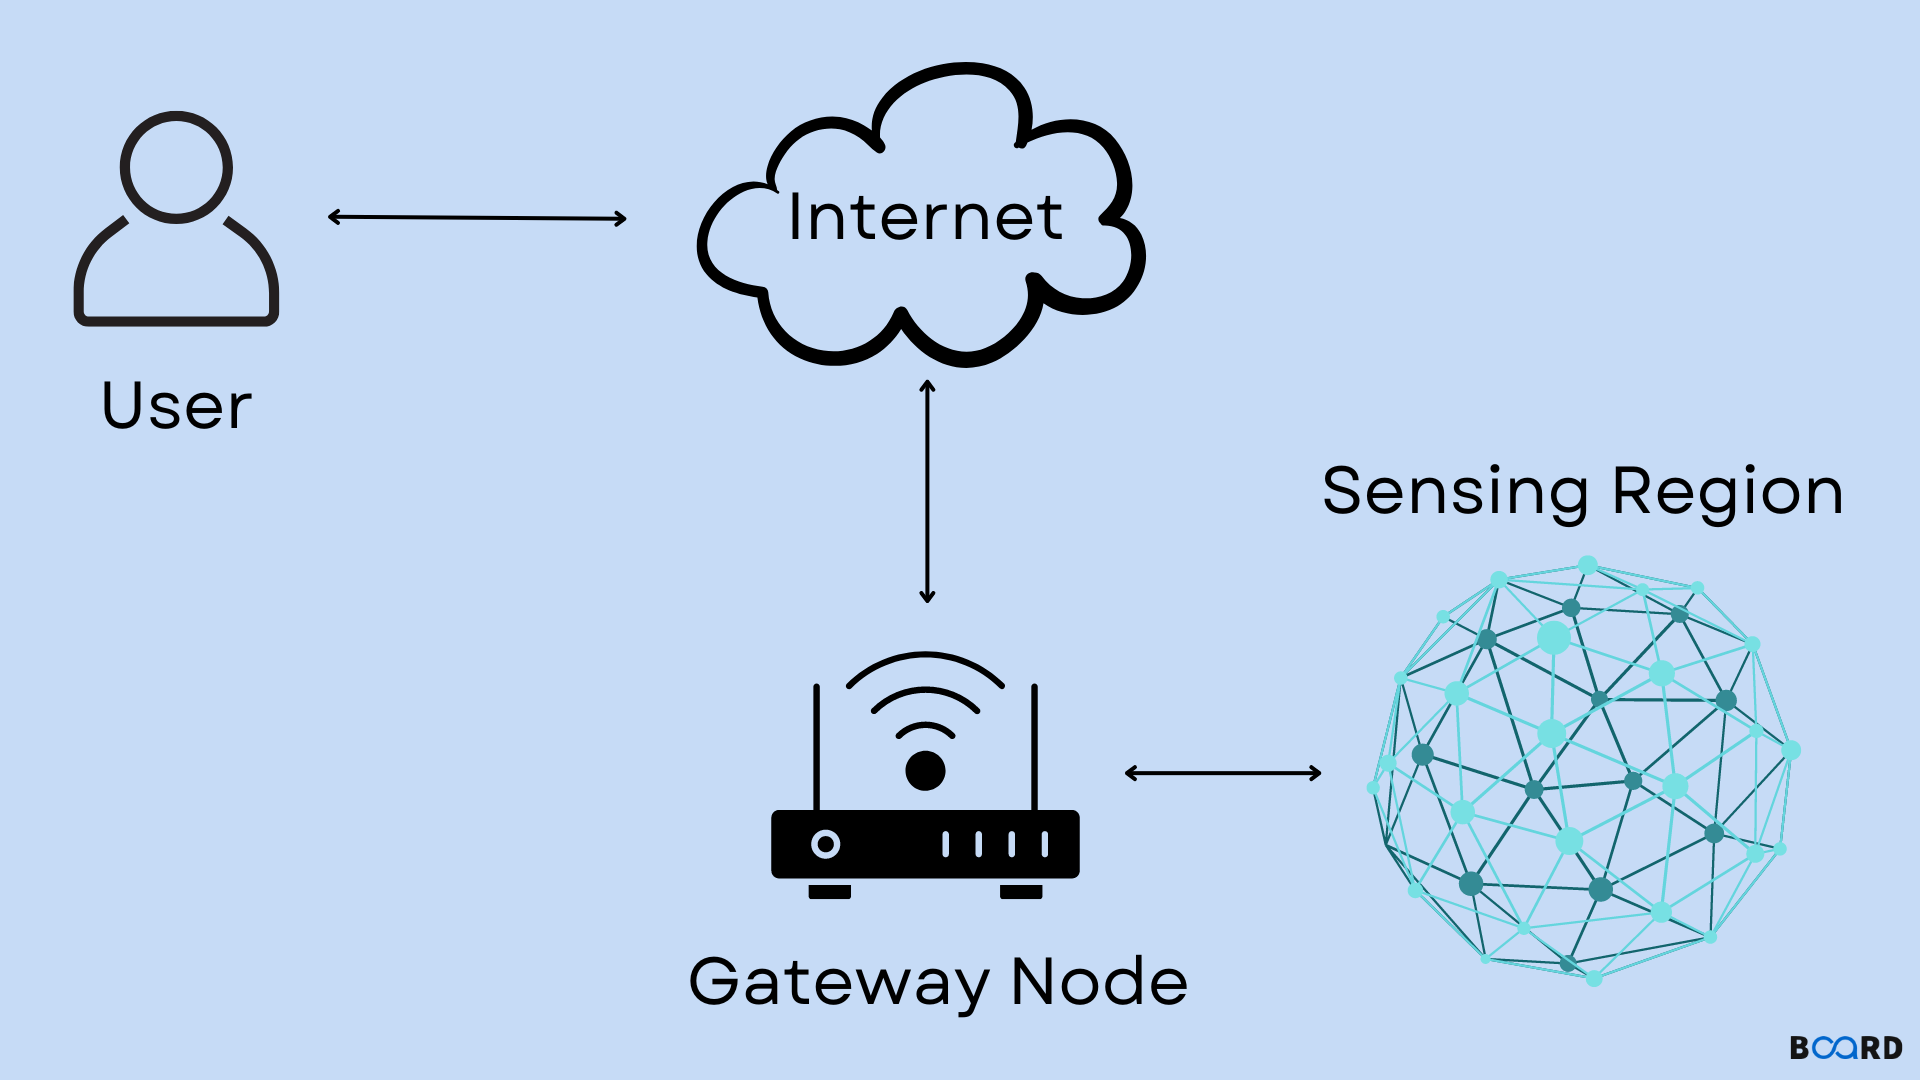 Internet
User
Sensing Region
Gateway Node
BOARD